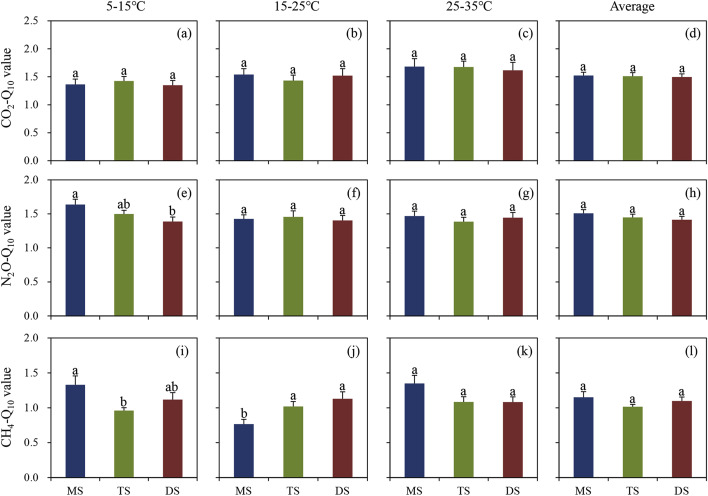 5-15°C 15-25°C 25-35°C Average
CO2-Q10 value
2.5 2.0 1.5 1.0 0.5 0.0
(a) a a a
(b) a a a
(c) a a a
(d) a a a
N2O-Q10 value
2.0 1.5 1.0 0.5 0.0
(e) a ab b
(f) a a a
(g) a a a
(h) a a a
CH4-Q10 value
2.0 1.5 1.0 0.5 0.0
(i) a b ab
(j) b a a
(k) a a a
(l) a a a
MS TS DS MS TS DS MS TS DS MS TS DS